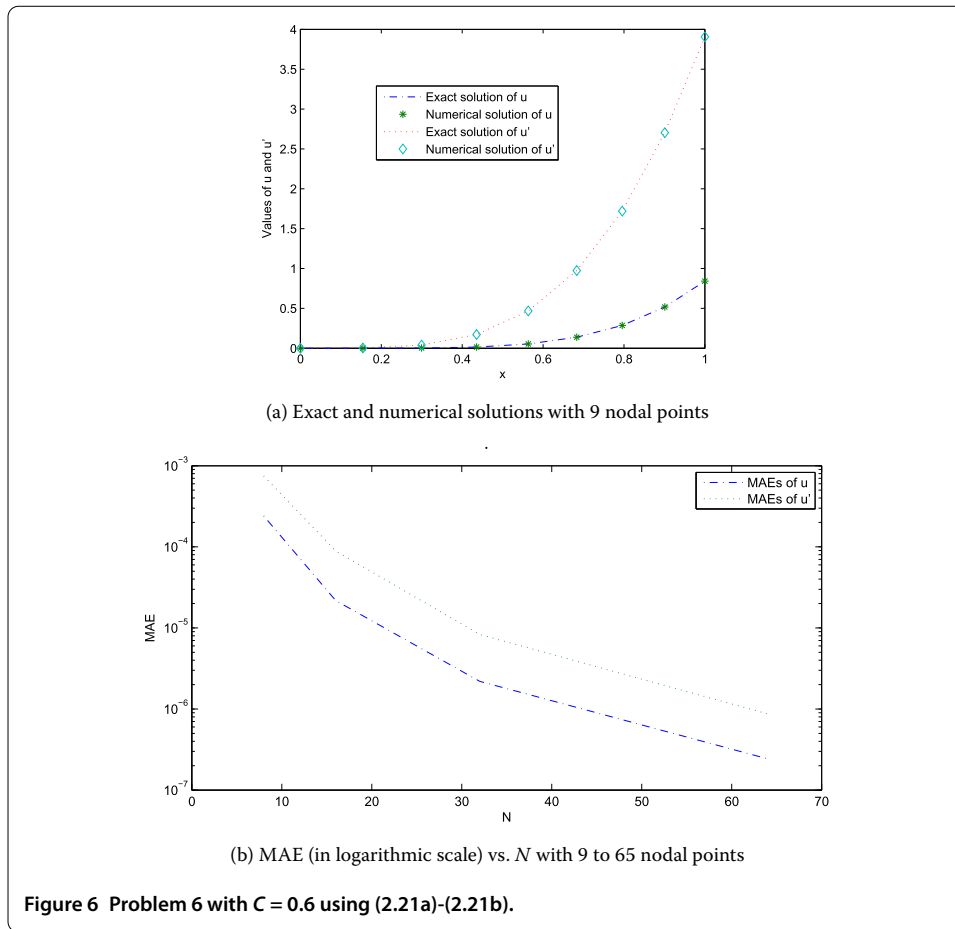 4
3.5
3
2.5
2
1.5
1
0.5
0
Values of u and u'
Exact solution of u
Numerical solution of u
Exact solution of u'
Numerical solution of u'
0 0.2 0.4 0.6 0.8 1
x
(a) Exact and numerical solutions with 9 nodal points
10⁻³
10⁻⁴
10⁻⁵
10⁻⁶
10⁻⁷
MAE
MAEs of u
MAEs of u'
0 10 20 30 40 50 60 70
N
(b) MAE (in logarithmic scale) vs. N with 9 to 65 nodal points
Figure 6 Problem 6 with C = 0.6 using (2.21a)-(2.21b).